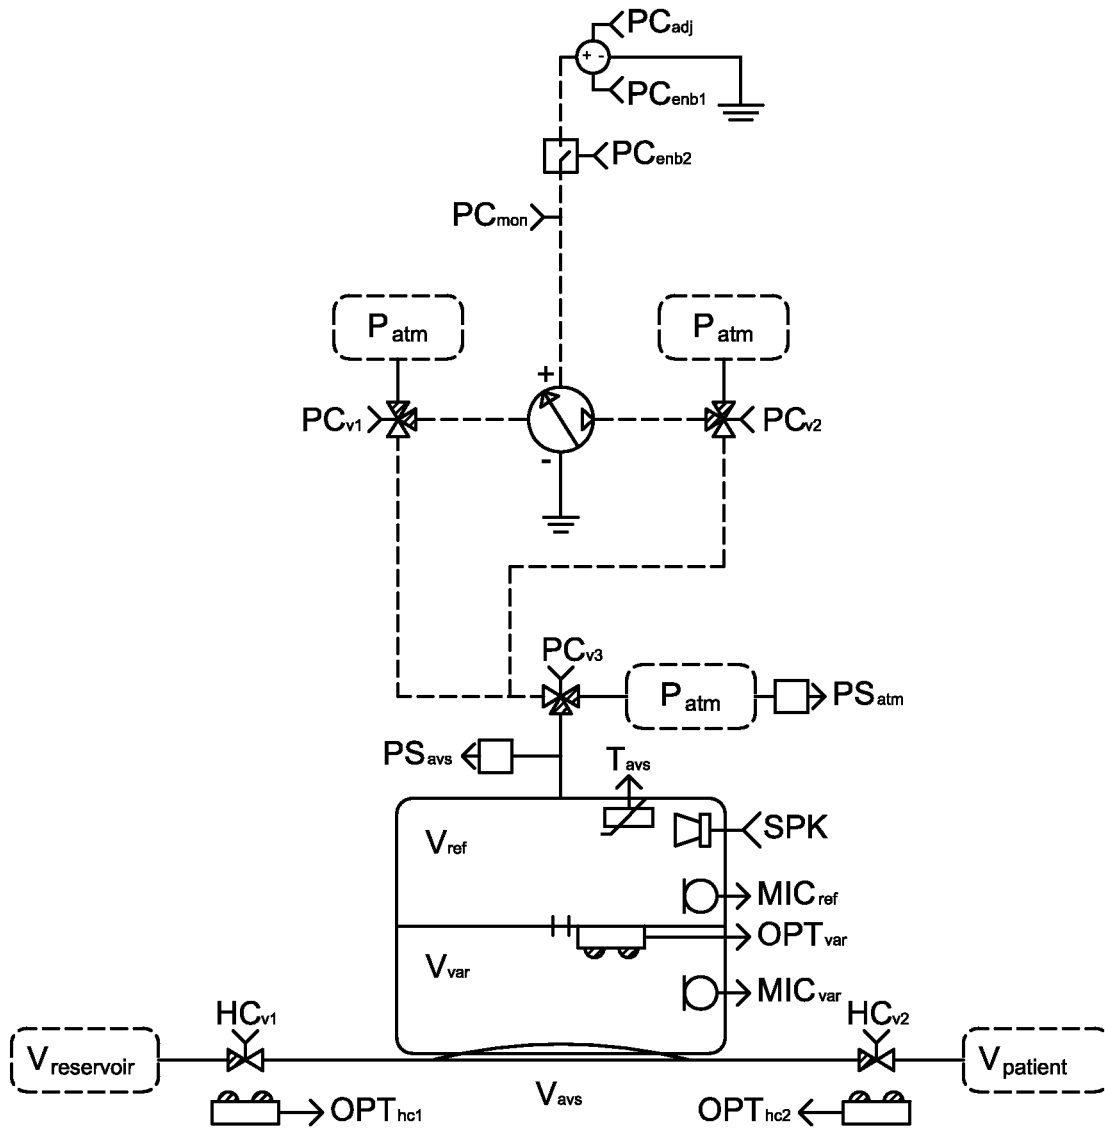 PCadj
+ -
PCenb1
PCenb2
PCmon
Patm
Patm
+
PCv1
PCv2
-
PCv3
Patm
PSatm
PSavs
Tavs
Vref
SPK
MICref
OPTvar
Vvar
MICvar
HCv1
HCv2
Vreservoir
Vpatient
Vavs
OPThc1
OPThc2